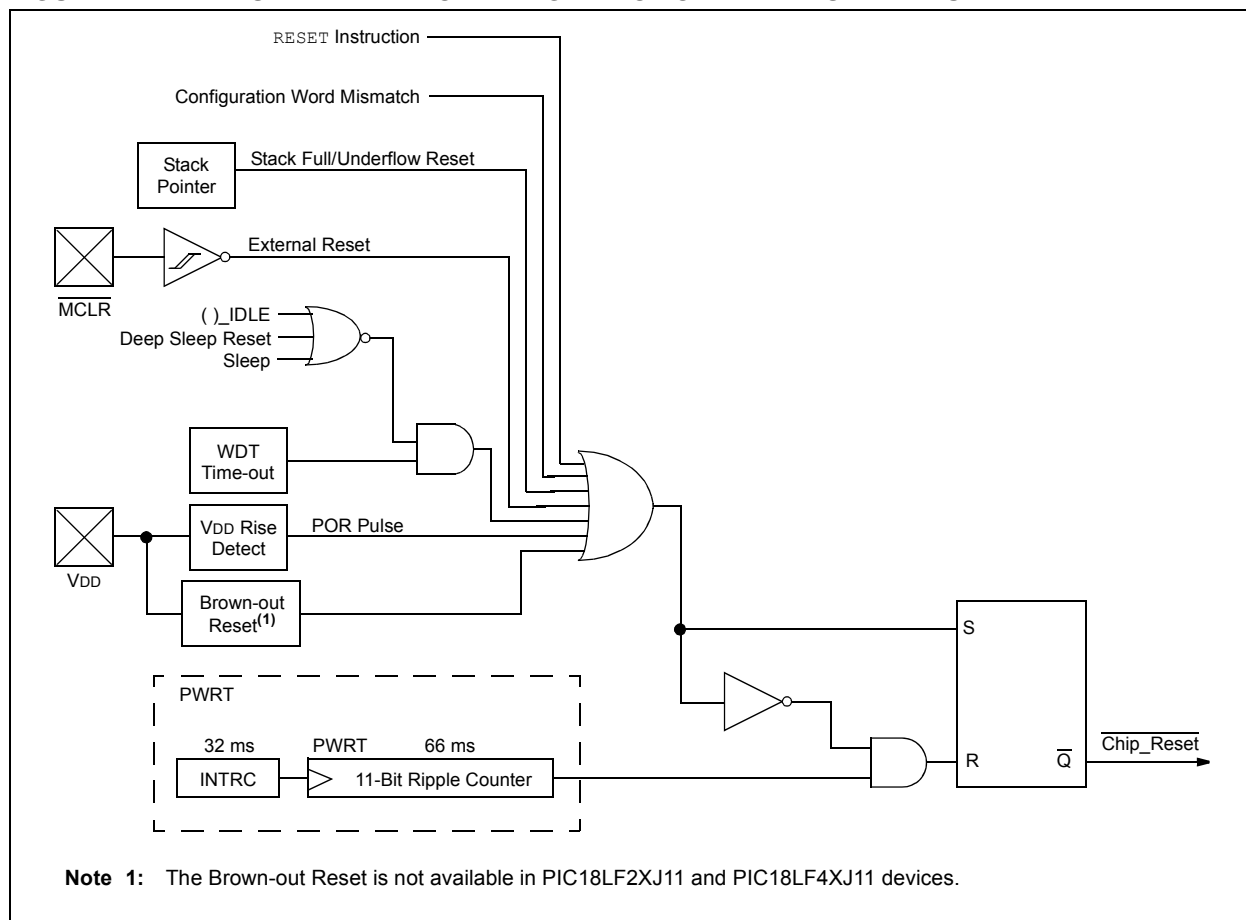 RESET Instruction
Configuration Word Mismatch
Stack
Pointer
Stack Full/Underflow Reset
External Reset
MCLR
( )_IDLE
Deep Sleep Reset
Sleep
WDT
Time-out
VDD Rise
Detect
POR Pulse
VDD
Brown-out
Reset(1)
S
PWRT
32 ms
PWRT
66 ms
INTRC
11-Bit Ripple Counter
R
Q
Chip_Reset
Note 1: The Brown-out Reset is not available in PIC18LF2XJ11 and PIC18LF4XJ11 devices.